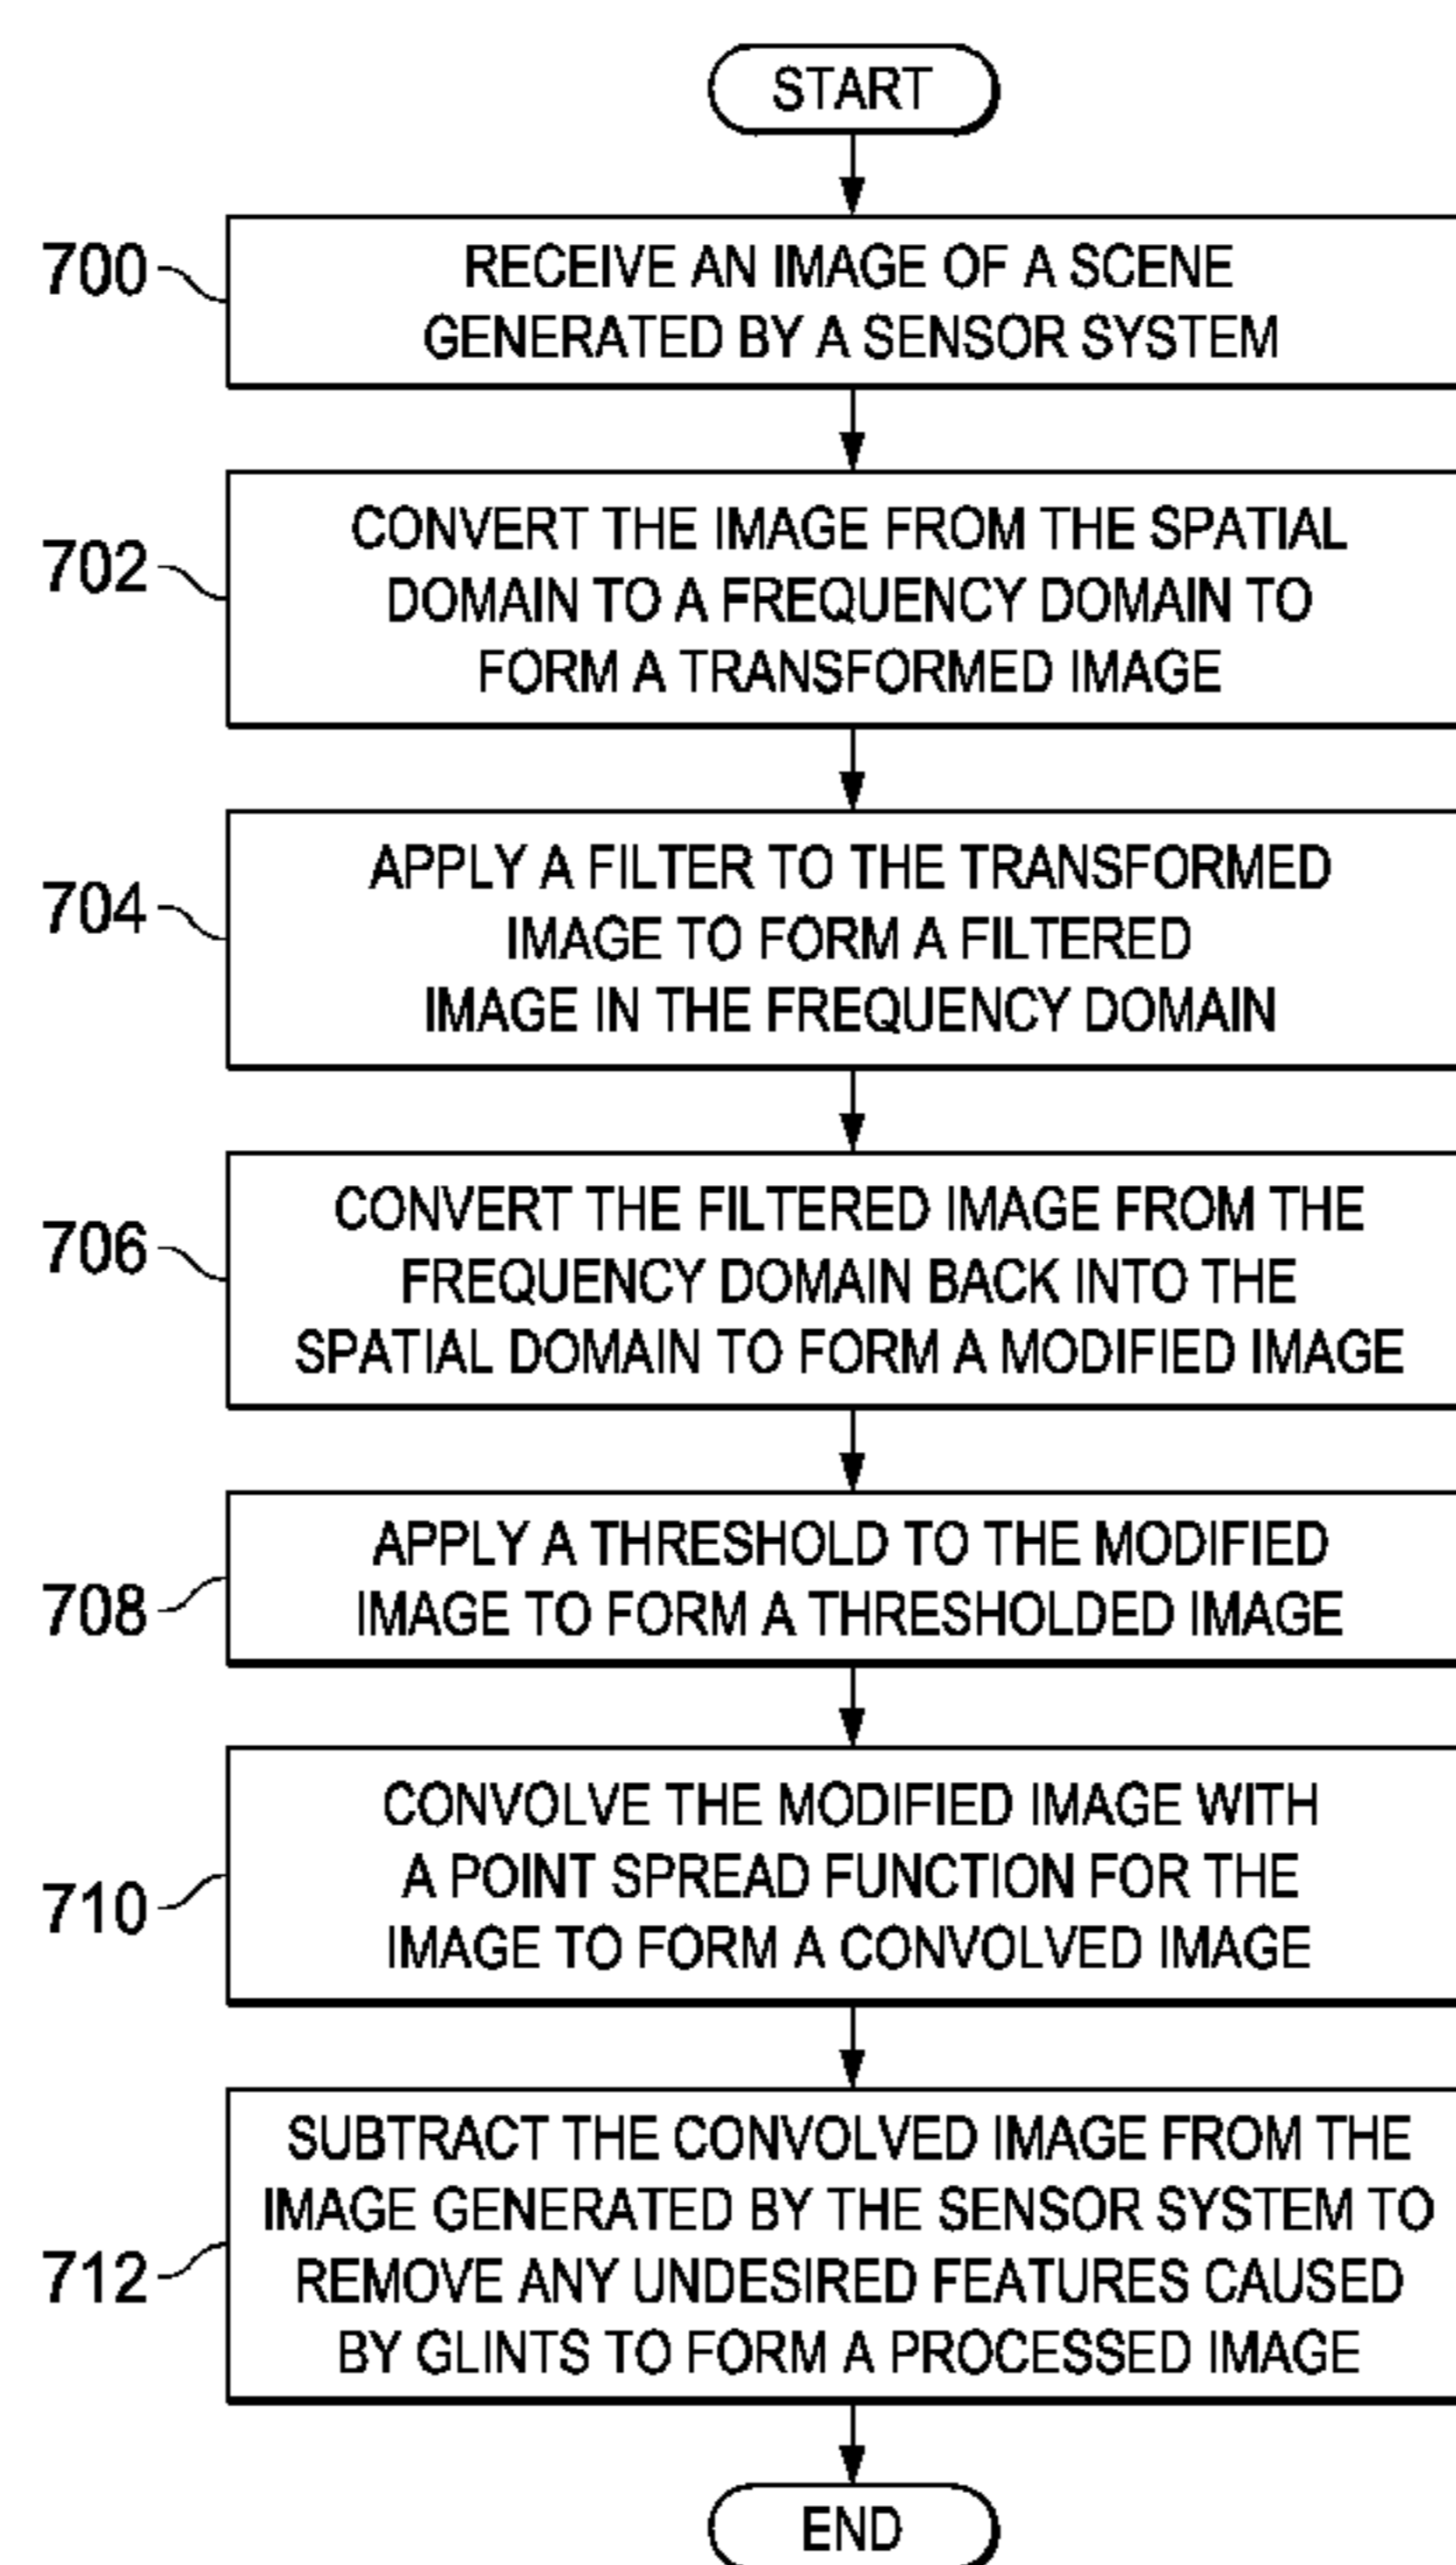 START
700
RECEIVE AN IMAGE OF A SCENE
GENERATED BY A SENSOR SYSTEM
702
CONVERT THE IMAGE FROM THE SPATIAL
DOMAIN TO A FREQUENCY DOMAIN TO
FORM A TRANSFORMED IMAGE
704
APPLY A FILTER TO THE TRANSFORMED
IMAGE TO FORM A FILTERED
IMAGE IN THE FREQUENCY DOMAIN
706
CONVERT THE FILTERED IMAGE FROM THE
FREQUENCY DOMAIN BACK INTO THE
SPATIAL DOMAIN TO FORM A MODIFIED IMAGE
708
APPLY A THRESHOLD TO THE MODIFIED
IMAGE TO FORM A THRESHOLDED IMAGE
710
CONVOLVE THE MODIFIED IMAGE WITH
A POINT SPREAD FUNCTION FOR THE
IMAGE TO FORM A CONVOLVED IMAGE
712
SUBTRACT THE CONVOLVED IMAGE FROM THE
IMAGE GENERATED BY THE SENSOR SYSTEM TO
REMOVE ANY UNDESIRED FEATURES CAUSED
BY GLINTS TO FORM A PROCESSED IMAGE
END